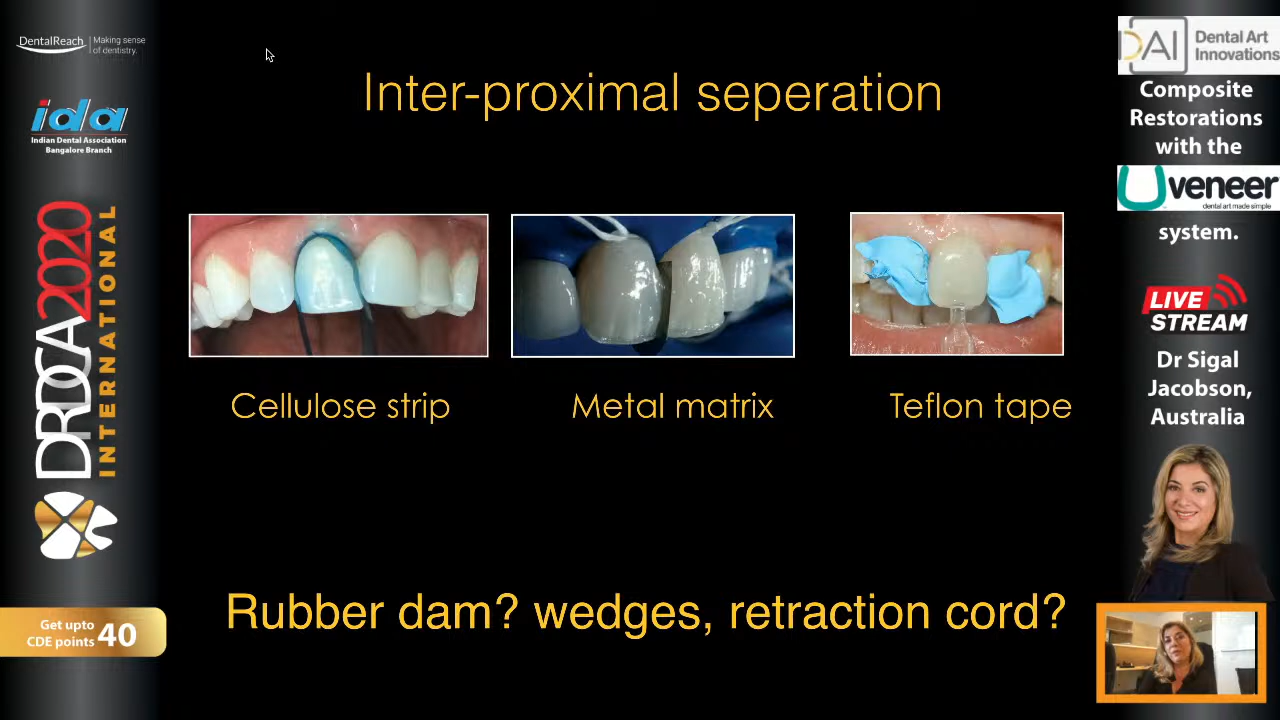 DentalReach
Making sense
of dentistry.
ida
Indian Dental Association
Bangalore Branch
DRDCA2020
INTERNATIONAL
Get upto
CDE points 40
Inter-proximal seperation
Cellulose strip
Metal matrix
Teflon tape
Rubber dam? wedges, retraction cord?
DAI
Dental Art
Innovations
Composite
Restorations
with the
Uveneer
dental art made simple
system.
LIVE
STREAM
Dr Sigal
Jacobson,
Australia